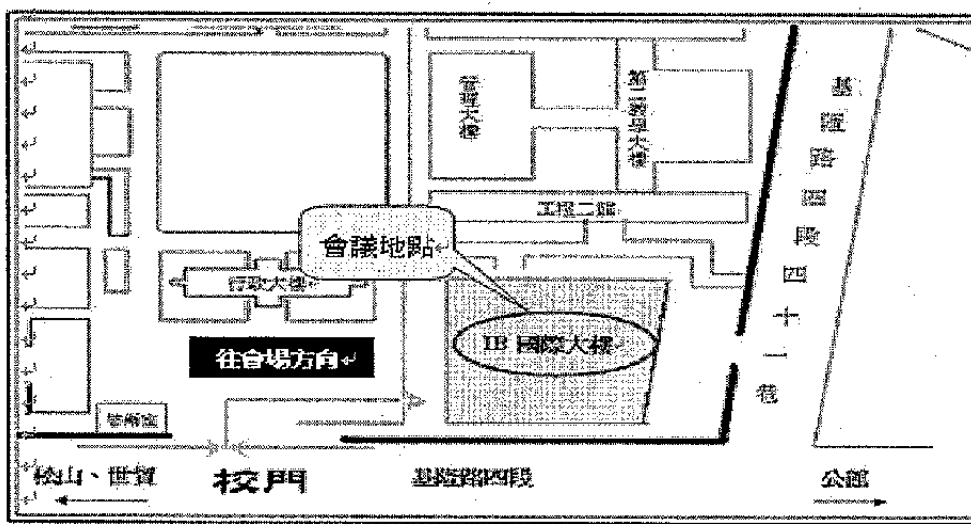 管理大樓
第二教學大樓
基隆路四段四十一巷
工程二館
會議地點
行政大樓
IB 國際大樓
往會場方向
警衛室
松山、世貿
校門
基隆路四段
公館